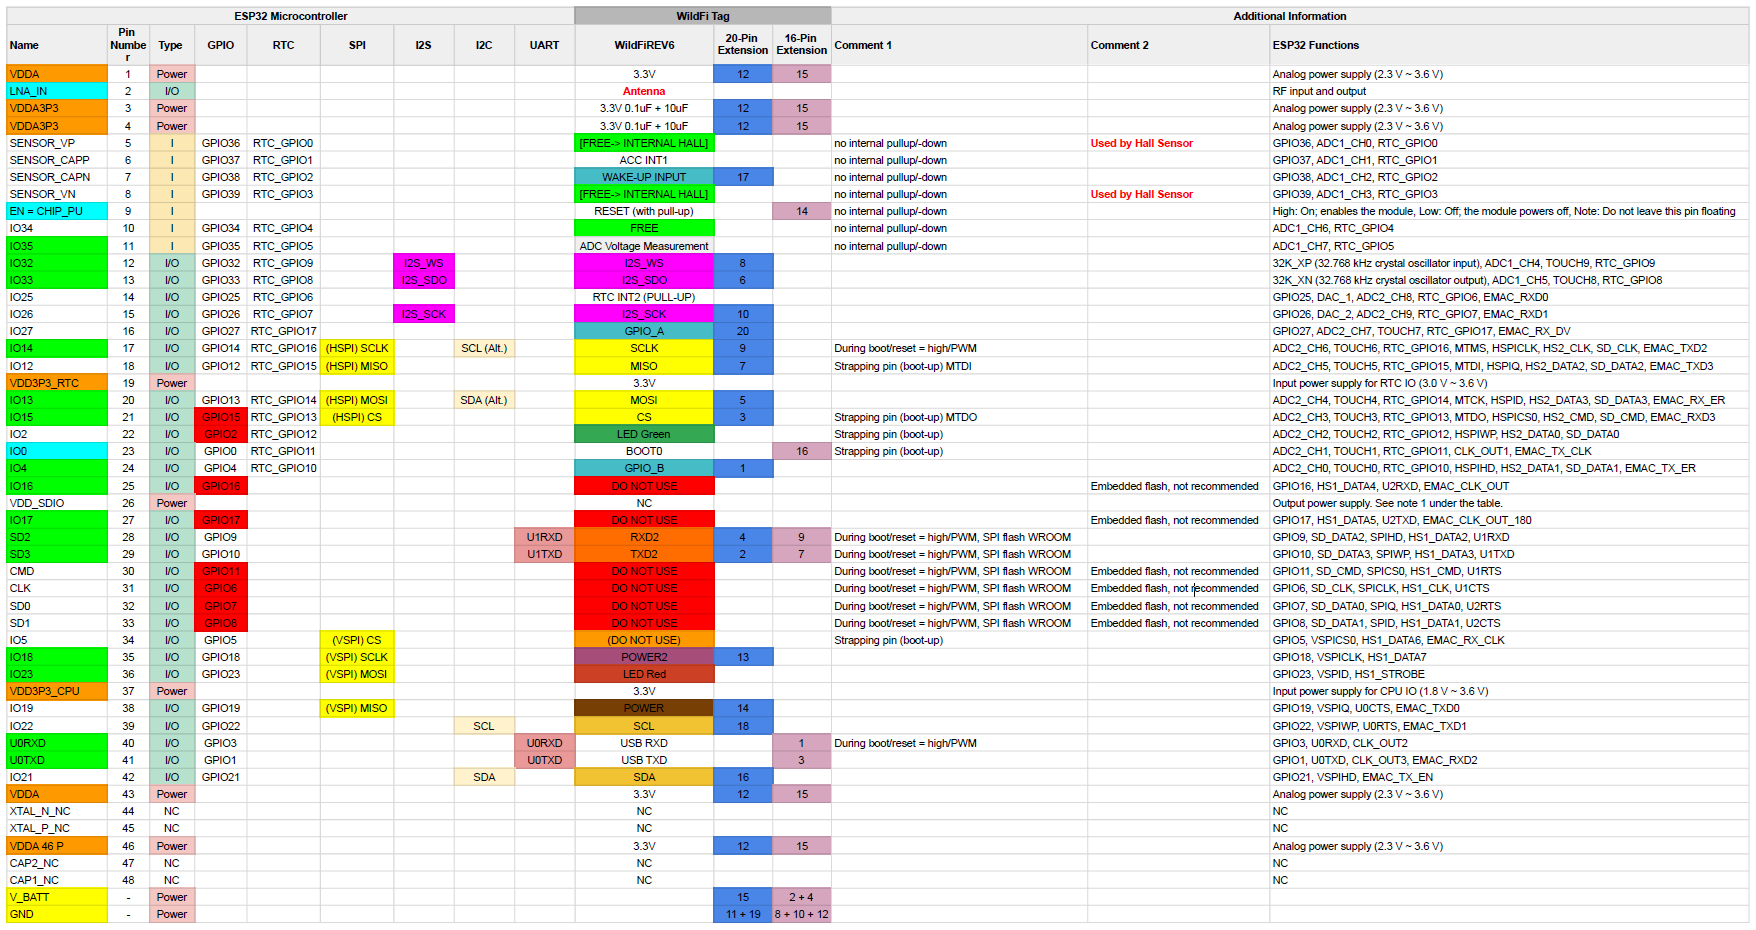 ESP32 Microcontroller WildFi Tag Additional Information
Name Pin Numbe r Type GPIO RTC SPI I2S I2C UART WildFiREV6 20-Pin Extension 16-Pin Extension Comment 1 Comment 2 ESP32 Functions
VDDA 1 Power 3.3V 12 15 Analog power supply (2.3 V ~ 3.6 V)
LNA_IN 2 I/O Antenna RF input and output
VDDA3P3 3 Power 3.3V 0.1uF + 10uF 12 15 Analog power supply (2.3 V ~ 3.6 V)
VDDA3P3 4 Power 3.3V 0.1uF + 10uF 12 15 Analog power supply (2.3 V ~ 3.6 V)
SENSOR_VP 5 I GPIO36 RTC_GPIO0 [FREE-> INTERNAL HALL] no internal pullup/-down Used by Hall Sensor GPIO36, ADC1_CH0, RTC_GPIO0
SENSOR_CAPP 6 I GPIO37 RTC_GPIO1 ACC INT1 no internal pullup/-down GPIO37, ADC1_CH1, RTC_GPIO1
SENSOR_CAPN 7 I GPIO38 RTC_GPIO2 WAKE-UP INPUT 17 no internal pullup/-down GPIO38, ADC1_CH2, RTC_GPIO2
SENSOR_VN 8 I GPIO39 RTC_GPIO3 [FREE-> INTERNAL HALL] no internal pullup/-down Used by Hall Sensor GPIO39, ADC1_CH3, RTC_GPIO3
EN = CHIP_PU 9 I RESET (with pull-up) 14 no internal pullup/-down High: On; enables the module, Low: Off; the module powers off, Note: Do not leave this pin floating
IO34 10 I GPIO34 RTC_GPIO4 FREE no internal pullup/-down ADC1_CH6, RTC_GPIO4
IO35 11 I GPIO35 RTC_GPIO5 ADC Voltage Measurement no internal pullup/-down ADC1_CH7, RTC_GPIO5
IO32 12 I/O GPIO32 RTC_GPIO9 I2S_WS I2S_WS 8 32K_XP (32.768 kHz crystal oscillator input), ADC1_CH4, TOUCH9, RTC_GPIO9
IO33 13 I/O GPIO33 RTC_GPIO8 I2S_SDO I2S_SDO 6 32K_XN (32.768 kHz crystal oscillator output), ADC1_CH5, TOUCH8, RTC_GPIO8
IO25 14 I/O GPIO25 RTC_GPIO6 RTC INT2 (PULL-UP) GPIO25, DAC_1, ADC2_CH8, RTC_GPIO6, EMAC_RXD0
IO26 15 I/O GPIO26 RTC_GPIO7 I2S_SCK I2S_SCK 10 GPIO26, DAC_2, ADC2_CH9, RTC_GPIO7, EMAC_RXD1
IO27 16 I/O GPIO27 RTC_GPIO17 GPIO_A 20 GPIO27, ADC2_CH7, TOUCH7, RTC_GPIO17, EMAC_RX_DV
IO14 17 I/O GPIO14 RTC_GPIO16 (HSPI) SCLK SCL (Alt.) SCLK 9 During boot/reset = high/PWM ADC2_CH6, TOUCH6, RTC_GPIO16, MTMS, HSPICLK, HS2_CLK, SD_CLK, EMAC_TXD2
IO12 18 I/O GPIO12 RTC_GPIO15 (HSPI) MISO MISO 7 Strapping pin (boot-up) MTDI ADC2_CH5, TOUCH5, RTC_GPIO15, MTDI, HSPIQ, HS2_DATA2, SD_DATA2, EMAC_TXD3
VDD3P3_RTC 19 Power 3.3V Input power supply for RTC IO (3.0 V ~ 3.6 V)
IO13 20 I/O GPIO13 RTC_GPIO14 (HSPI) MOSI SDA (Alt.) MOSI 5 ADC2_CH4, TOUCH4, RTC_GPIO14, MTCK, HSPID, HS2_DATA3, SD_DATA3, EMAC_RX_ER
IO15 21 I/O GPIO15 RTC_GPIO13 (HSPI) CS CS 3 Strapping pin (boot-up) MTDO ADC2_CH3, TOUCH3, RTC_GPIO13, MTDO, HSPICS0, HS2_CMD, SD_CMD, EMAC_RXD3
IO2 22 I/O GPIO2 RTC_GPIO12 LED Green Strapping pin (boot-up) ADC2_CH2, TOUCH2, RTC_GPIO12, HSPIWP, HS2_DATA0, SD_DATA0
IO0 23 I/O GPIO0 RTC_GPIO11 BOOT0 16 Strapping pin (boot-up) ADC2_CH1, TOUCH1, RTC_GPIO11, CLK_OUT1, EMAC_TX_CLK
IO4 24 I/O GPIO4 RTC_GPIO10 GPIO_B 1 ADC2_CH0, TOUCH0, RTC_GPIO10, HSPIHD, HS2_DATA1, SD_DATA1, EMAC_TX_ER
IO16 25 I/O GPIO16 DO NOT USE Embedded flash, not recommended GPIO16, HS1_DATA4, U2RXD, EMAC_CLK_OUT
VDD_SDIO 26 Power NC Output power supply. See note 1 under the table.
IO17 27 I/O GPIO17 DO NOT USE Embedded flash, not recommended GPIO17, HS1_DATA5, U2TXD, EMAC_CLK_OUT_180
SD2 28 I/O GPIO9 U1RXD RXD2 4 9 During boot/reset = high/PWM, SPI flash WROOM GPIO9, SD_DATA2, SPIHD, HS1_DATA2, U1RXD
SD3 29 I/O GPIO10 U1TXD TXD2 2 7 During boot/reset = high/PWM, SPI flash WROOM GPIO10, SD_DATA3, SPIWP, HS1_DATA3, U1TXD
CMD 30 I/O GPIO11 DO NOT USE During boot/reset = high/PWM, SPI flash WROOM Embedded flash, not recommended GPIO11, SD_CMD, SPICS0, HS1_CMD, U1RTS
CLK 31 I/O GPIO6 DO NOT USE During boot/reset = high/PWM, SPI flash WROOM Embedded flash, not recommended GPIO6, SD_CLK, SPICLK, HS1_CLK, U1CTS
SD0 32 I/O GPIO7 DO NOT USE During boot/reset = high/PWM, SPI flash WROOM Embedded flash, not recommended GPIO7, SD_DATA0, SPIQ, HS1_DATA0, U2RTS
SD1 33 I/O GPIO8 DO NOT USE During boot/reset = high/PWM, SPI flash WROOM Embedded flash, not recommended GPIO8, SD_DATA1, SPID, HS1_DATA1, U2CTS
IO5 34 I/O GPIO5 (VSPI) CS (DO NOT USE) Strapping pin (boot-up) GPIO5, VSPICS0, HS1_DATA6, EMAC_RX_CLK
IO18 35 I/O GPIO18 (VSPI) SCLK POWER2 13 GPIO18, VSPICLK, HS1_DATA7
IO23 36 I/O GPIO23 (VSPI) MOSI LED Red GPIO23, VSPID, HS1_STROBE
VDD3P3_CPU 37 Power 3.3V Input power supply for CPU IO (1.8 V ~ 3.6 V)
IO19 38 I/O GPIO19 (VSPI) MISO POWER 14 GPIO19, VSPIQ, U0CTS, EMAC_TXD0
IO22 39 I/O GPIO22 SCL SCL 18 GPIO22, VSPIWP, U0RTS, EMAC_TXD1
U0RXD 40 I/O GPIO3 U0RXD USB RXD 1 During boot/reset = high/PWM GPIO3, U0RXD, CLK_OUT2
U0TXD 41 I/O GPIO1 U0TXD USB TXD 3 GPIO1, U0TXD, CLK_OUT3, EMAC_RXD2
IO21 42 I/O GPIO21 SDA SDA 16 GPIO21, VSPIHD, EMAC_TX_EN
VDDA 43 Power 3.3V 12 15 Analog power supply (2.3 V ~ 3.6 V)
XTAL_N_NC 44 NC NC NC
XTAL_P_NC 45 NC NC NC
VDDA 46 P 46 Power 3.3V 12 15 Analog power supply (2.3 V ~ 3.6 V)
CAP2_NC 47 NC NC NC
CAP1_NC 48 NC NC NC
V_BATT - Power 15 2 + 4
GND - Power 11 + 19 8 + 10 + 12